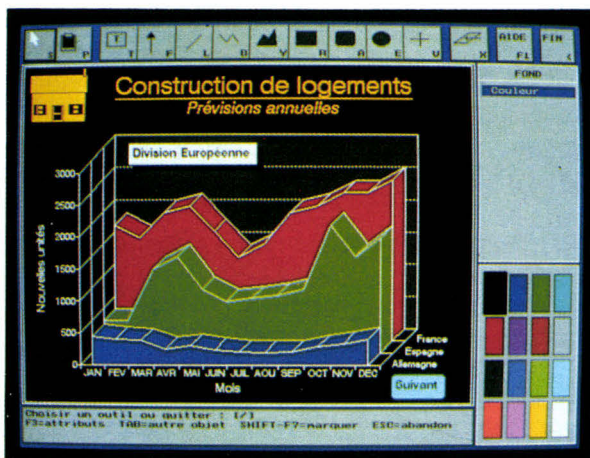 S P T F L B Y R A E U X
AIDE F1
FIN
FOND
Couleur
Construction de logements
Prévisions annuelles
Division Européenne
Nouvelles unités
3000
2500
2000
1500
1000
500
0
JAN FEV MAR AVR MAI JUIN JUIL AOU SEP OCT NOV DEC
Mois
France
Espagne
Allemagne
Suivant
Choisir un outil ou quitter : [/]
F3=attributs TAB=autre objet SHIFT-F7=marquer ESC=abandon